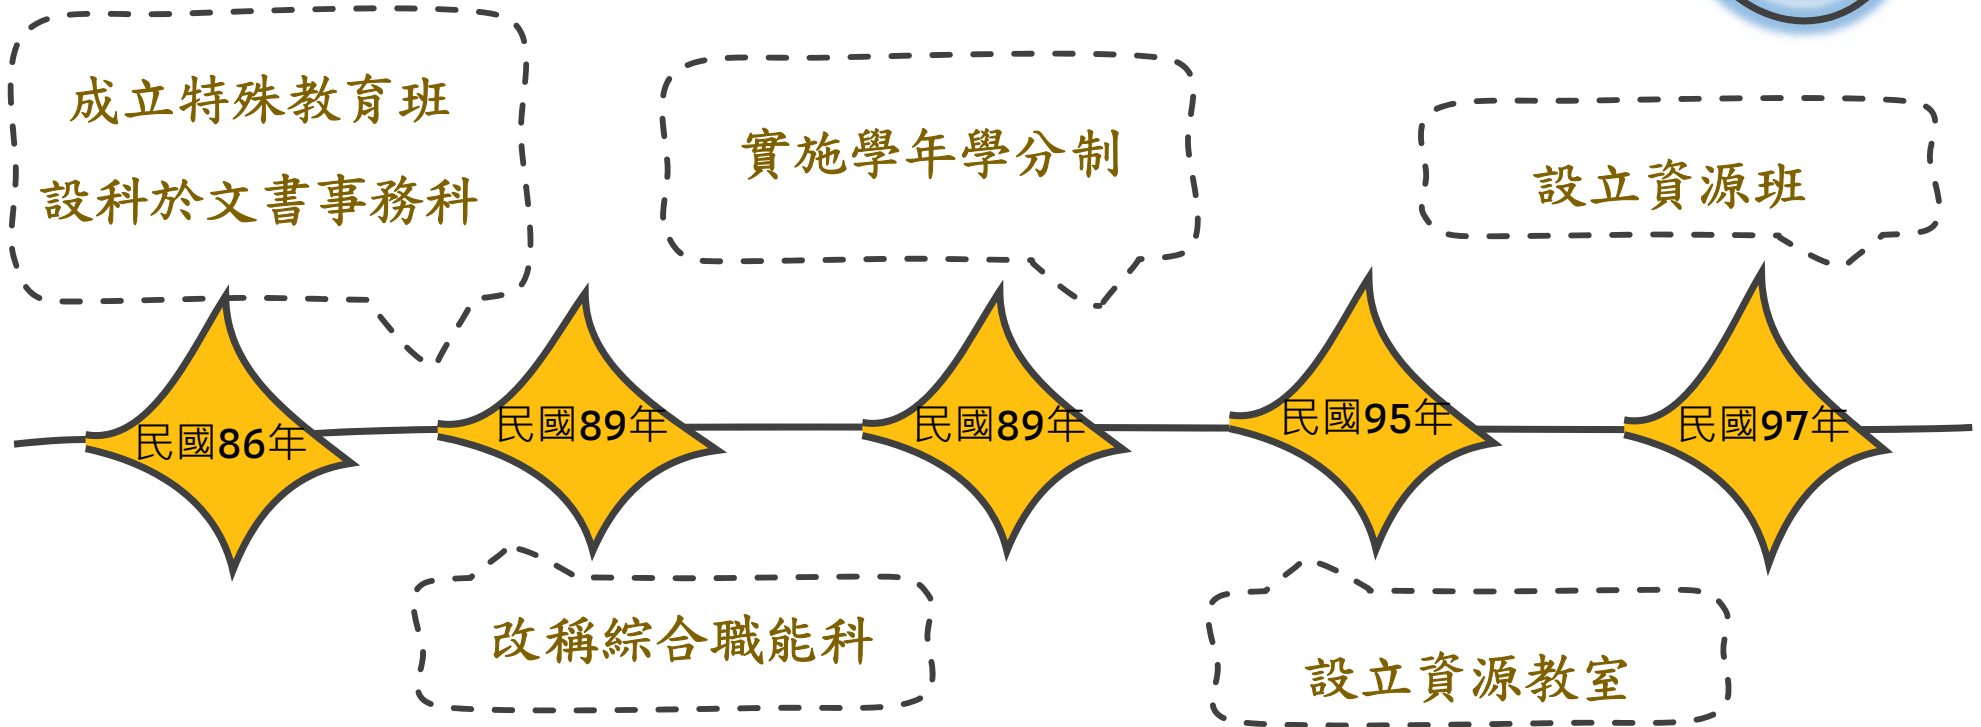 成立特殊教育班
設科於文書事務科
實施學年學分制
設立資源班
民國86年
民國89年
民國89年
民國95年
民國97年
改稱綜合職能科
設立資源教室